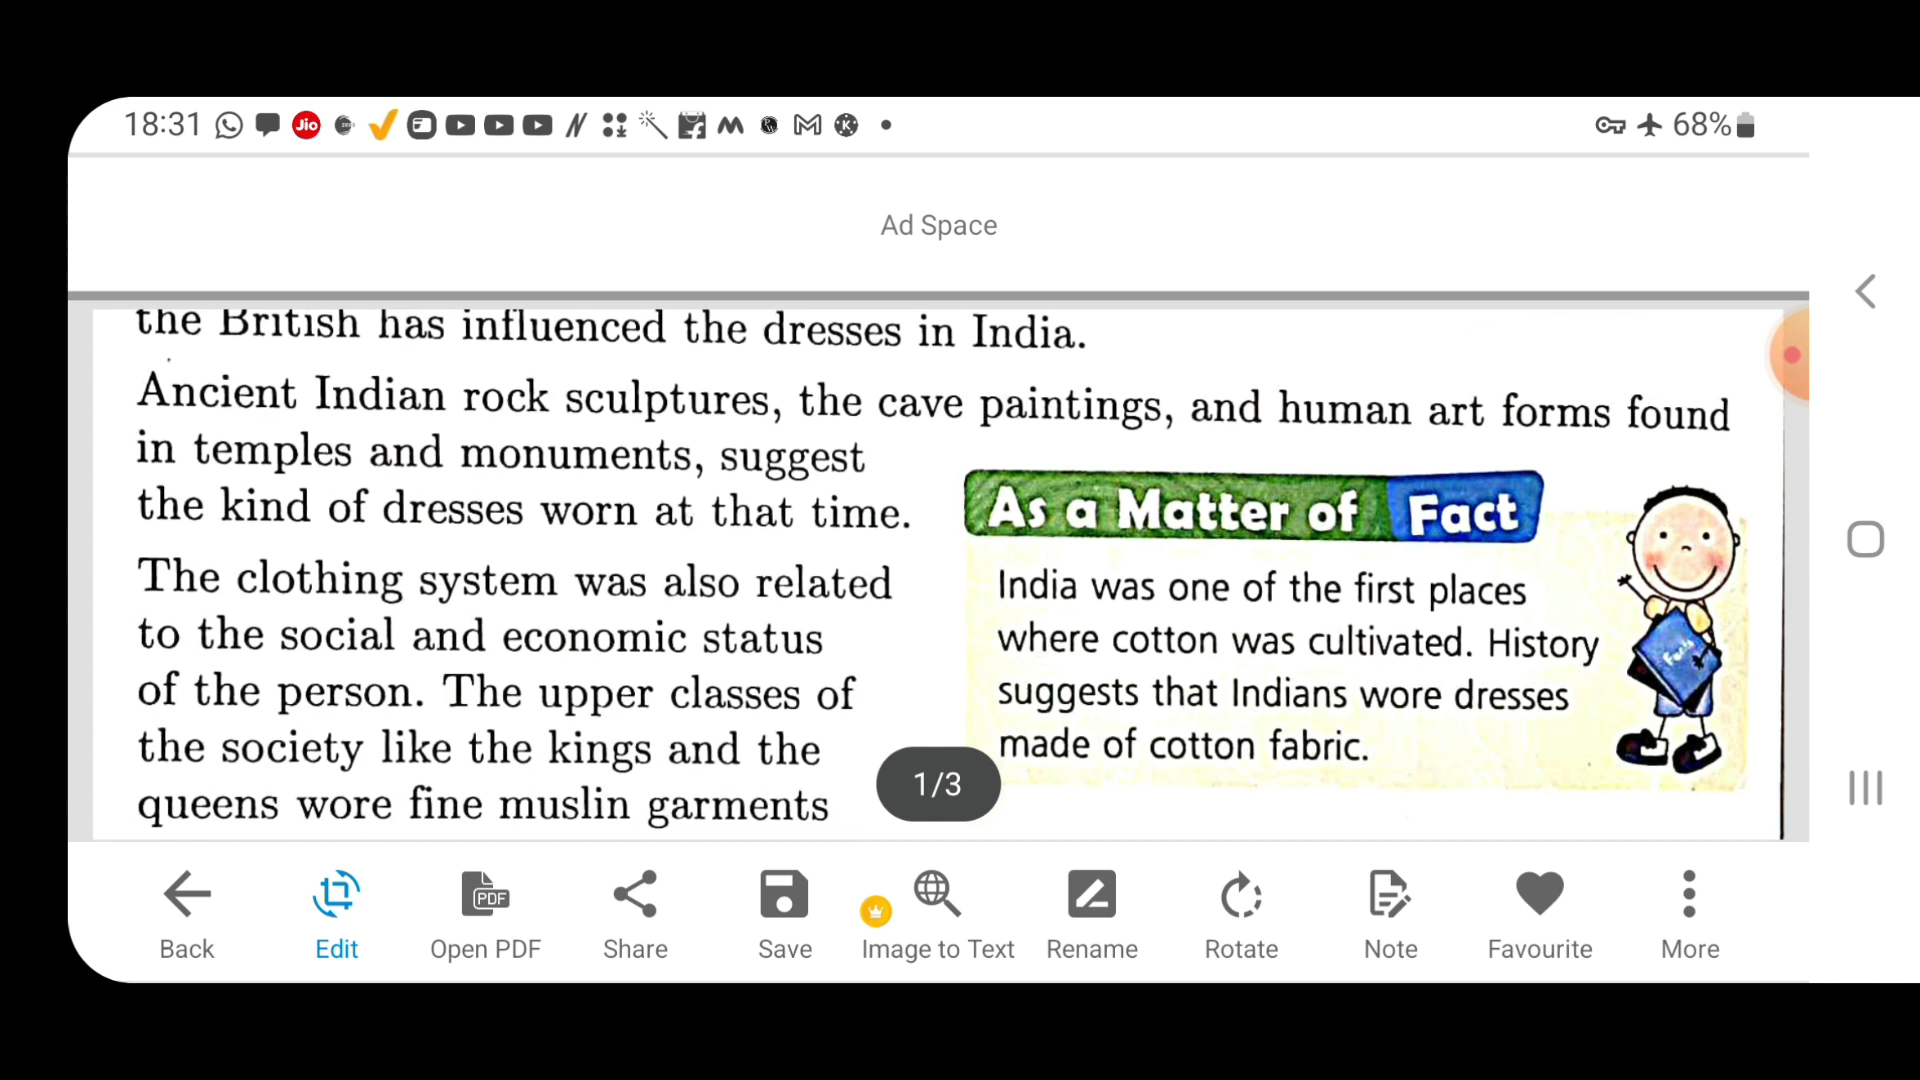 18:31
Jio
68%
Ad Space
the British has influenced the dresses in India.
Ancient Indian rock sculptures, the cave paintings, and human art forms found
in temples and monuments, suggest
the kind of dresses worn at that time.
The clothing system was also related
to the social and economic status
of the person. The upper classes of
the society like the kings and the
queens wore fine muslin garments
As a Matter of Fact
India was one of the first places
where cotton was cultivated. History
suggests that Indians wore dresses
made of cotton fabric.
Facts
1/3
Back
Edit
PDF
Open PDF
Share
Save
Image to Text
Rename
Rotate
Note
Favourite
More